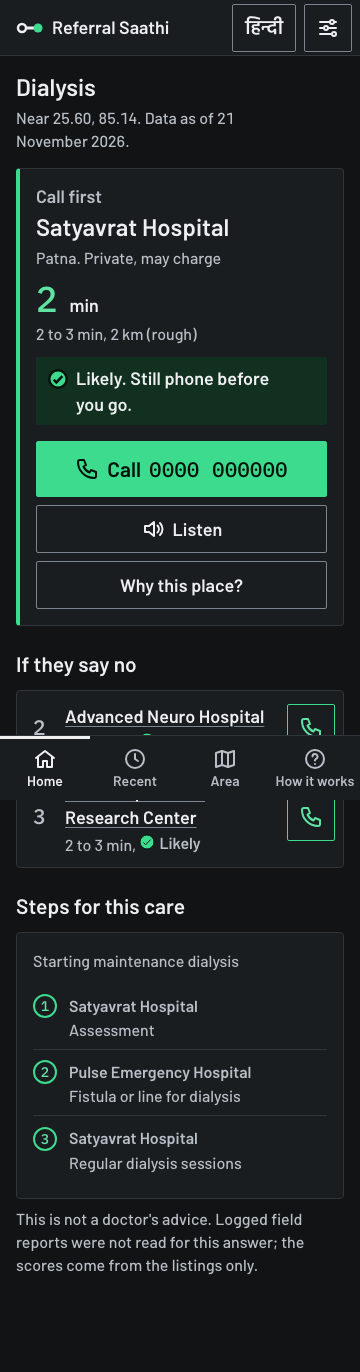 Referral Saathi
हिन्दी
Dialysis
Near 25.60, 85.14. Data as of 21
November 2026.
Call first
Satyavrat Hospital
Patna. Private, may charge
2 min
2 to 3 min, 2 km (rough)
Likely. Still phone before
you go.
Call 0000 000000
Listen
Why this place?
If they say no
2
Advanced Neuro Hospital
Home
Recent
Area
How it works
3
Research Center
2 to 3 min, Likely
Steps for this care
Starting maintenance dialysis
1
Satyavrat Hospital
Assessment
2
Pulse Emergency Hospital
Fistula or line for dialysis
3
Satyavrat Hospital
Regular dialysis sessions
This is not a doctor's advice. Logged field
reports were not read for this answer; the
scores come from the listings only.